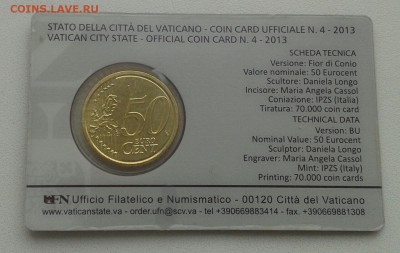 COINS.LAVE.RU
STATO DELLA CITTÀ DEL VATICANO - COIN CARD UFFICIALE N. 4 - 2013
VATICAN CITY STATE - OFFICIAL COIN CARD N. 4 - 2013
SCHEDA TECNICA
Versione: Fior di Conio
Valore nominale: 50 Eurocent
Scultore: Daniela Longo
Incisore: Maria Angela Cassol
Coniazione: IPZS (Italia)
Tiratura: 70.000 coin card
TECHNICAL DATA
Version: BU
Nominal Value: 50 Eurocent
Sculptor: Daniela Longo
Engraver: Maria Angela Cassol
Mint: IPZS (Italy)
Printing: 70.000 coin cards
50
EURO
CENT
UFN Ufficio Filatelico e Numismatico - 00120 Città del Vaticano
www.vaticanstate.va - order.ufn@scv.va - tel +390669883414 - fax. +390669881308